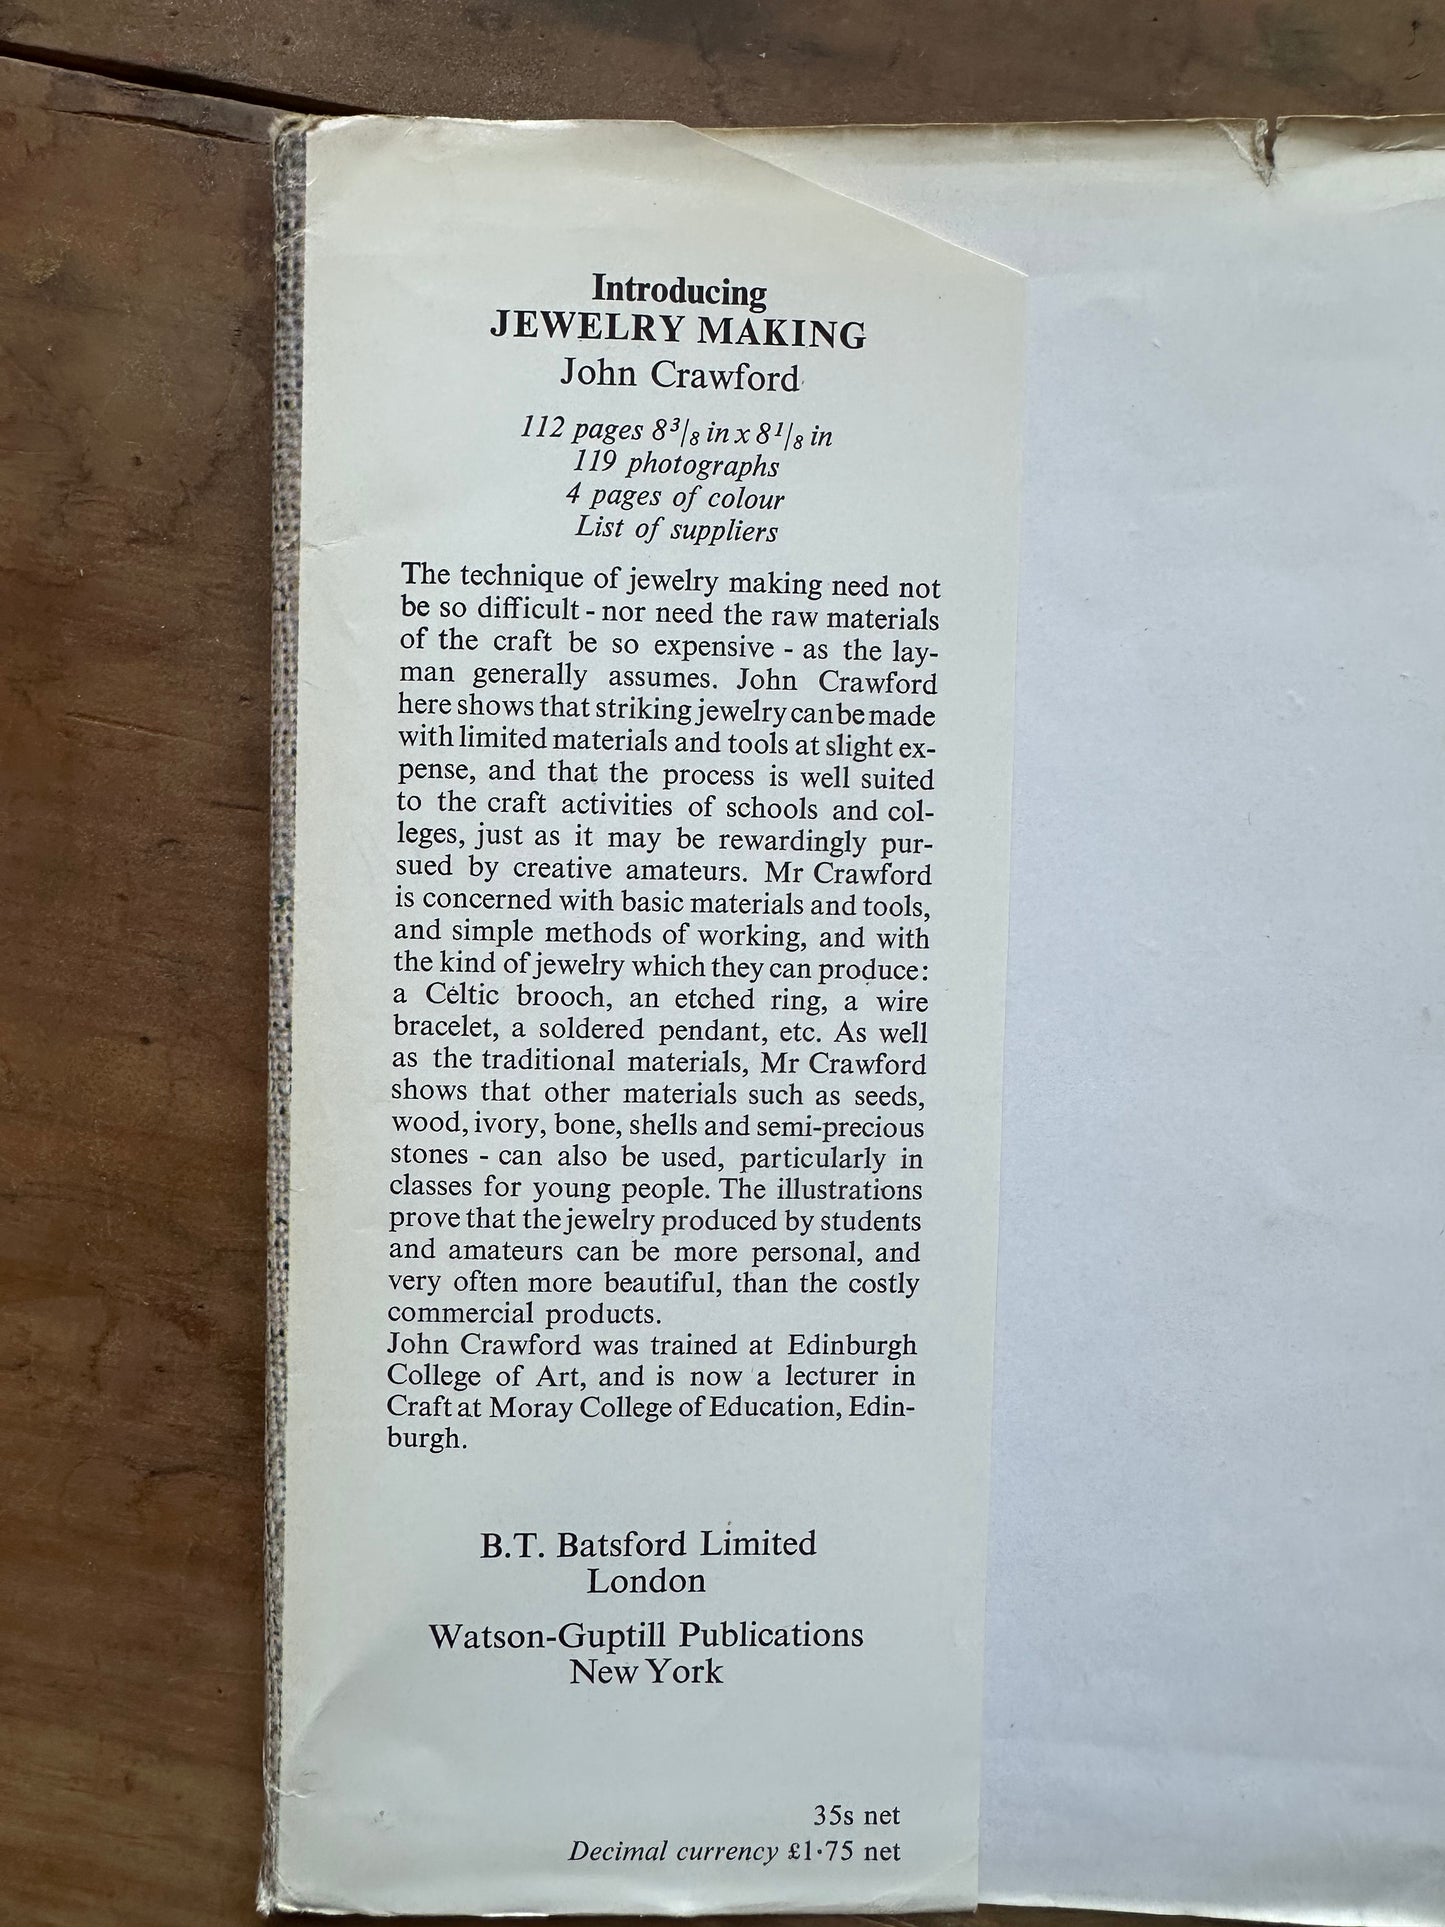 Introducing
JEWELRY MAKING
John Crawford
112 pages 8³/₈ in x 8¹/₈ in
119 photographs
4 pages of colour
List of suppliers
The technique of jewelry making need not
be so difficult - nor need the raw materials
of the craft be so expensive - as the lay-
man generally assumes. John Crawford
here shows that striking jewelry can be made
with limited materials and tools at slight ex-
pense, and that the process is well suited
to the craft activities of schools and col-
leges, just as it may be rewardingly pur-
sued by creative amateurs. Mr Crawford
is concerned with basic materials and tools,
and simple methods of working, and with
the kind of jewelry which they can produce:
a Celtic brooch, an etched ring, a wire
bracelet, a soldered pendant, etc. As well
as the traditional materials, Mr Crawford
shows that other materials such as seeds,
wood, ivory, bone, shells and semi-precious
stones - can also be used, particularly in
classes for young people. The illustrations
prove that the jewelry produced by students
and amateurs can be more personal, and
very often more beautiful, than the costly
commercial products.
John Crawford was trained at Edinburgh
College of Art, and is now a lecturer in
Craft at Moray College of Education, Edin-
burgh.
B.T. Batsford Limited
London
Watson-Guptill Publications
New York
35s net
Decimal currency £1·75 net